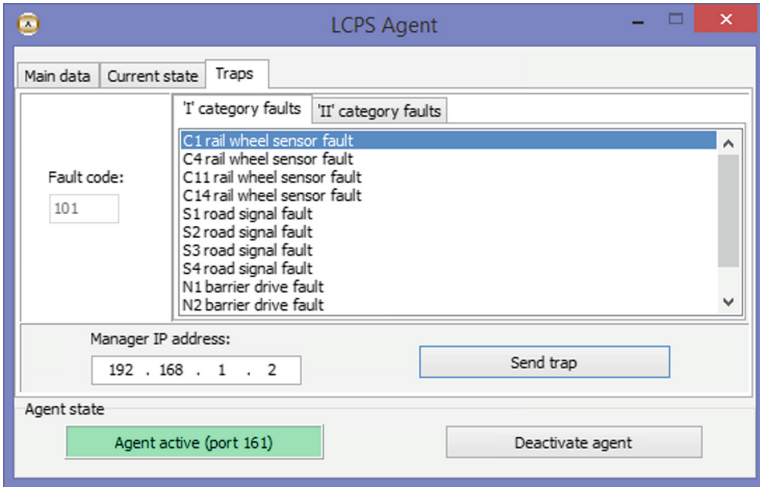 LCPS Agent
Main data Current state Traps
'I' category faults 'II' category faults
C1 rail wheel sensor fault
C4 rail wheel sensor fault
C11 rail wheel sensor fault
C14 rail wheel sensor fault
S1 road signal fault
S2 road signal fault
S3 road signal fault
S4 road signal fault
N1 barrier drive fault
N2 barrier drive fault
Fault code:
101
Manager IP address:
192 . 168 . 1 . 2
Send trap
Agent state
Agent active (port 161)
Deactivate agent